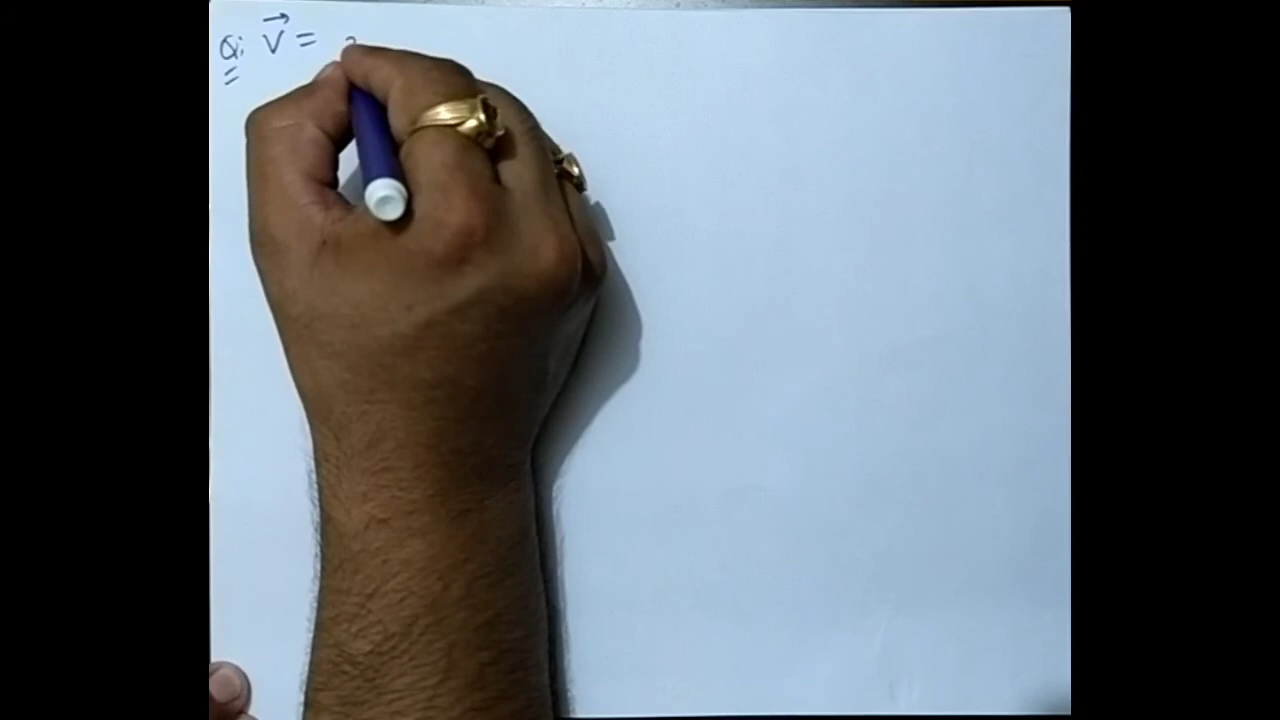 Q: V⃗ =